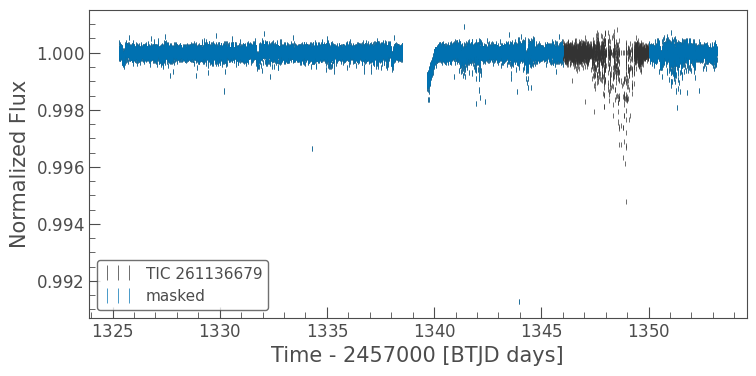 Normalized Flux
1.000
0.998
0.996
0.994
0.992
TIC 261136679
masked
1325 1330 1335 1340 1345 1350
Time - 2457000 [BTJD days]